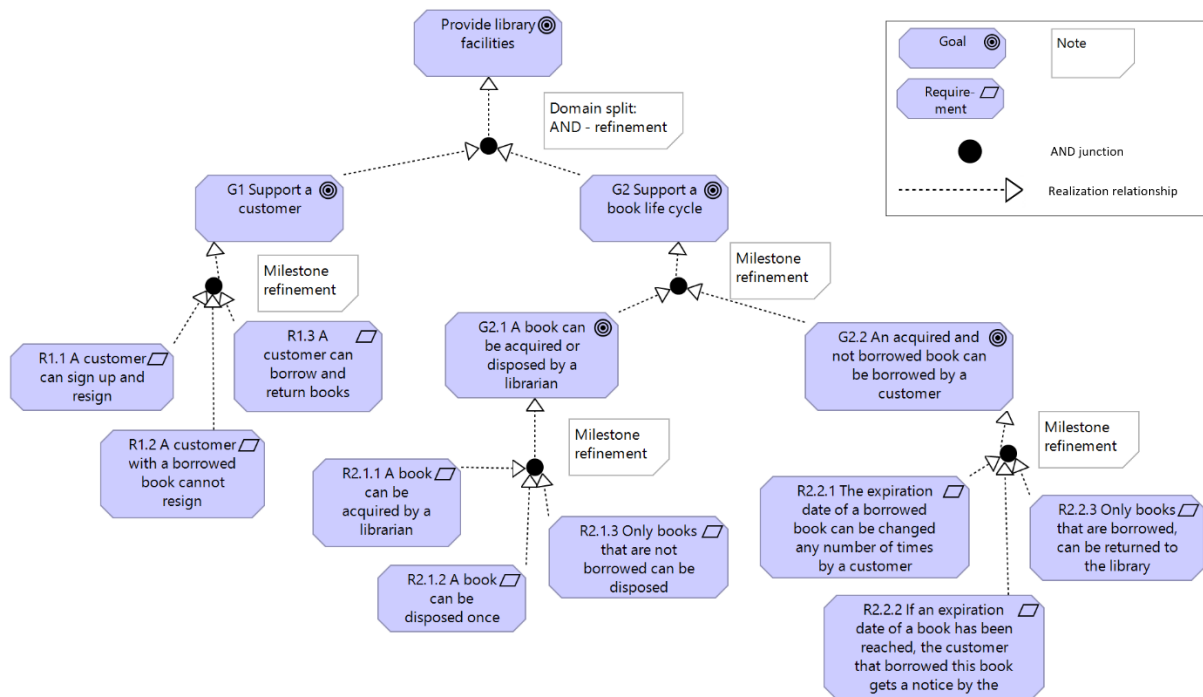 Provide library
facilities
Goal
Note
Require-
ment
AND junction
Realization relationship
Domain split:
AND - refinement
G1 Support a
customer
G2 Support a
book life cycle
Milestone
refinement
Milestone
refinement
R1.1 A customer
can sign up and
resign
R1.3 A
customer can
borrow and
return books
R1.2 A customer
with a borrowed
book cannot
resign
G2.1 A book can
be acquired or
disposed by a
librarian
G2.2 An acquired and
not borrowed book can
be borrowed by a
customer
Milestone
refinement
Milestone
refinement
R2.1.1 A book
can be
acquired by a
librarian
R2.1.2 A book
can be
disposed once
R2.1.3 Only books
that are not
borrowed can be
disposed
R2.2.1 The expiration
date of a borrowed
book can be changed
any number of times
by a customer
R2.2.3 Only books
that are borrowed,
can be returned to
the library
R2.2.2 If an expiration
date of a book has been
reached, the customer
that borrowed this book
gets a notice by the